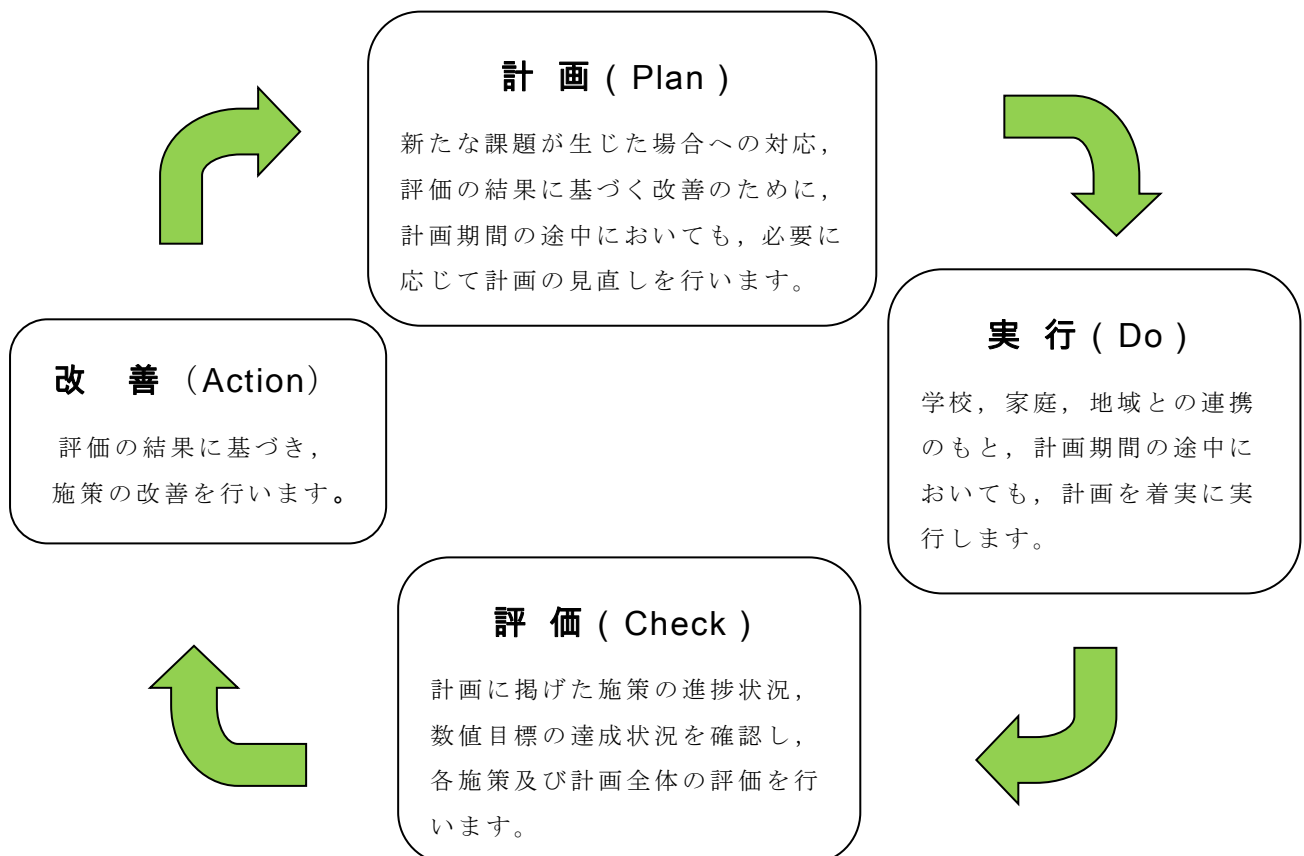 計 画 ( Plan )
新たな課題が生じた場合への対応,
評価の結果に基づく改善のために,
計画期間の途中においても,必要に
応じて計画の見直しを行います。
実 行 ( Do )
学校,家庭,地域との連携
のもと,計画期間の途中に
おいても,計画を着実に実
行します。
評 価 ( Check )
計画に掲げた施策の進捗状況,
数値目標の達成状況を確認し,
各施策及び計画全体の評価を行
います。
改 善(Action)
評価の結果に基づき,
施策の改善を行います。